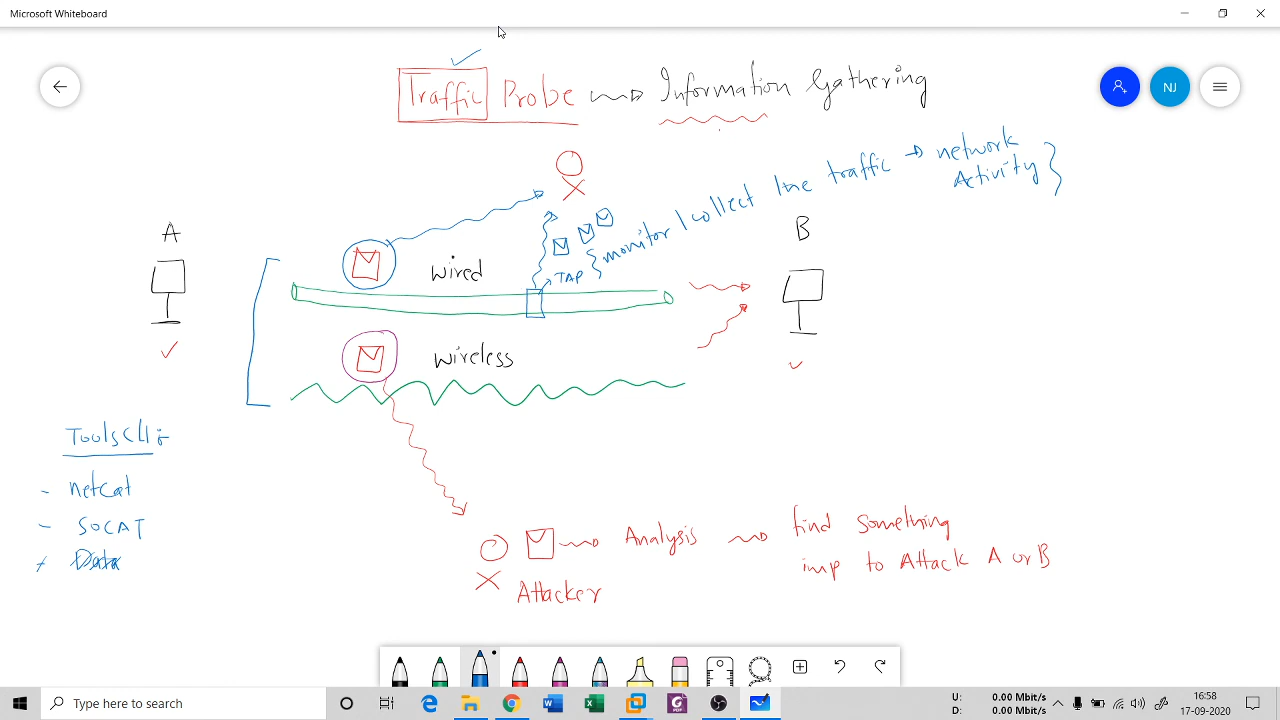 Microsoft Whiteboard
Traffic Probe Information Gathering
NJ
network
monitor / collect the traffic → Activity
A
B
wired
TAP
wireless
Tools
- netcat
- SOCAT
Data
Analysis
find something
imp to Attack A or B
Attacker
Type here to search
U: 0.00 Mbit/s
D: 0.00 Mbit/s
16:58
17-09-2020